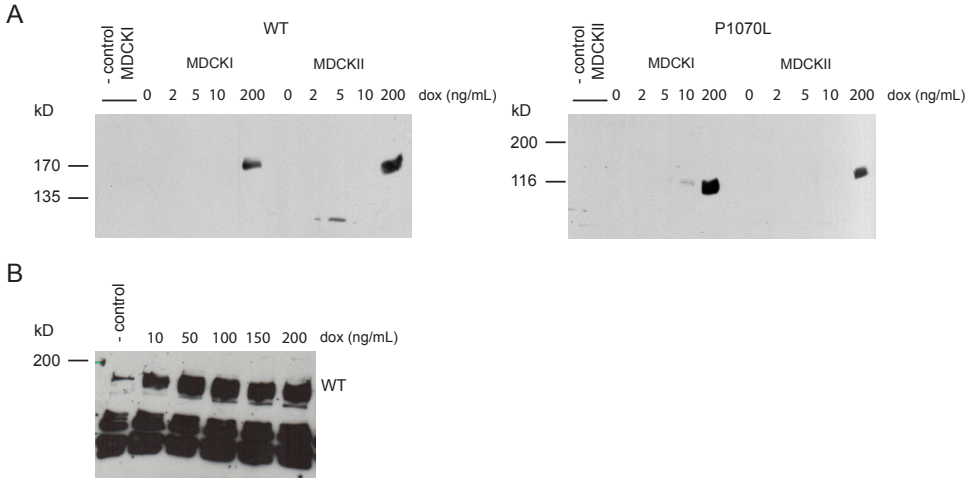 A
WT
- control
MDCKI
MDCKI MDCKII
0 2 5 10 200 0 2 5 10 200 dox (ng/mL)
kD
170
135
P1070L
- control
MDCKII
MDCKI MDCKII
0 2 5 10 200 0 2 5 10 200 dox (ng/mL)
kD
200
116
B
- control
kD
10 50 100 150 200 dox (ng/mL)
200
WT